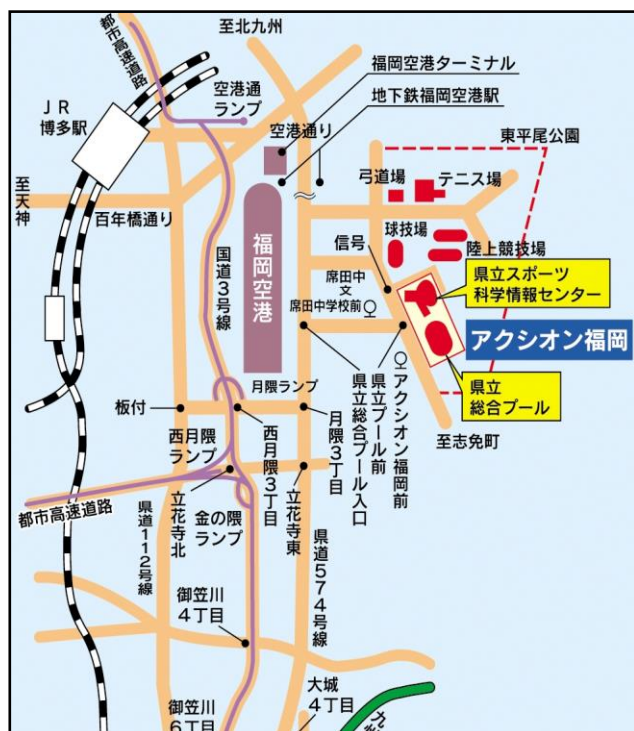 都市高速道路
至北九州
福岡空港ターミナル
地下鉄福岡空港駅
ＪＲ
博多駅
空港通
ランプ
空港通り
東平尾公園
弓道場
テニス場
至天神
百年橋通り
国道３号線
福岡空港
信号
球技場
陸上競技場
席田中
文
席田中学校前
県立スポーツ
科学情報センター
アクシオン福岡
県立
総合プール
至志免町
月隈ランプ
板付
西月隈
ランプ
西月隈３丁目
月隈３丁目
県立総合プール入口
県立プール前
アクシオン福岡前
都市高速道路
県道１１２号線
立花寺北
金の隈
ランプ
立花寺東
県道５７４号線
御笠川
４丁目
御笠川
６丁目
大城
４丁目